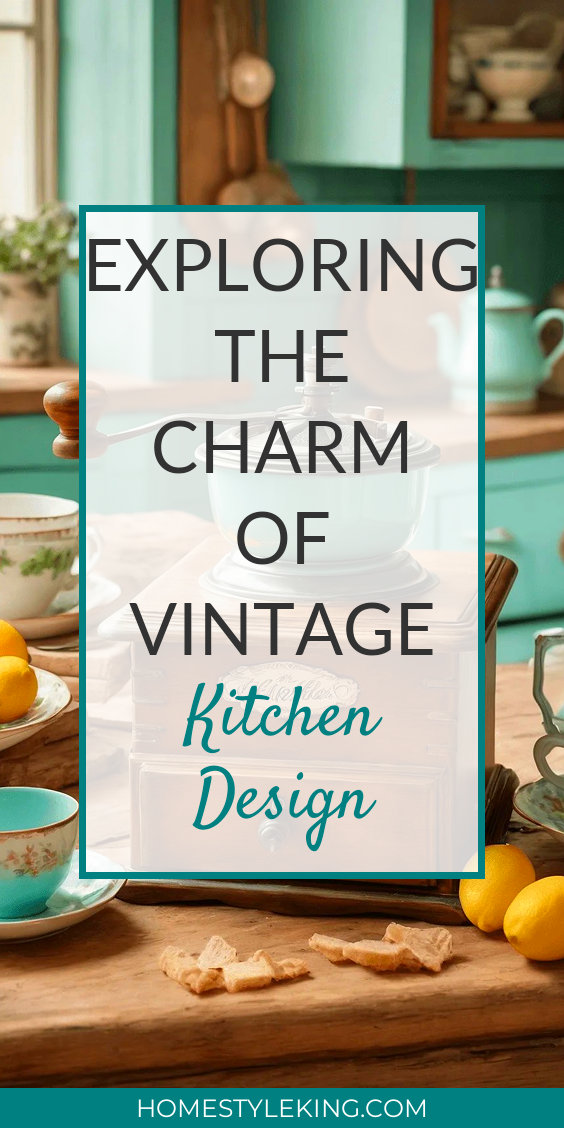 EXPLORING
THE
CHARM
OF
VINTAGE
Kitchen
Design
HOMESTYLEKING.COM